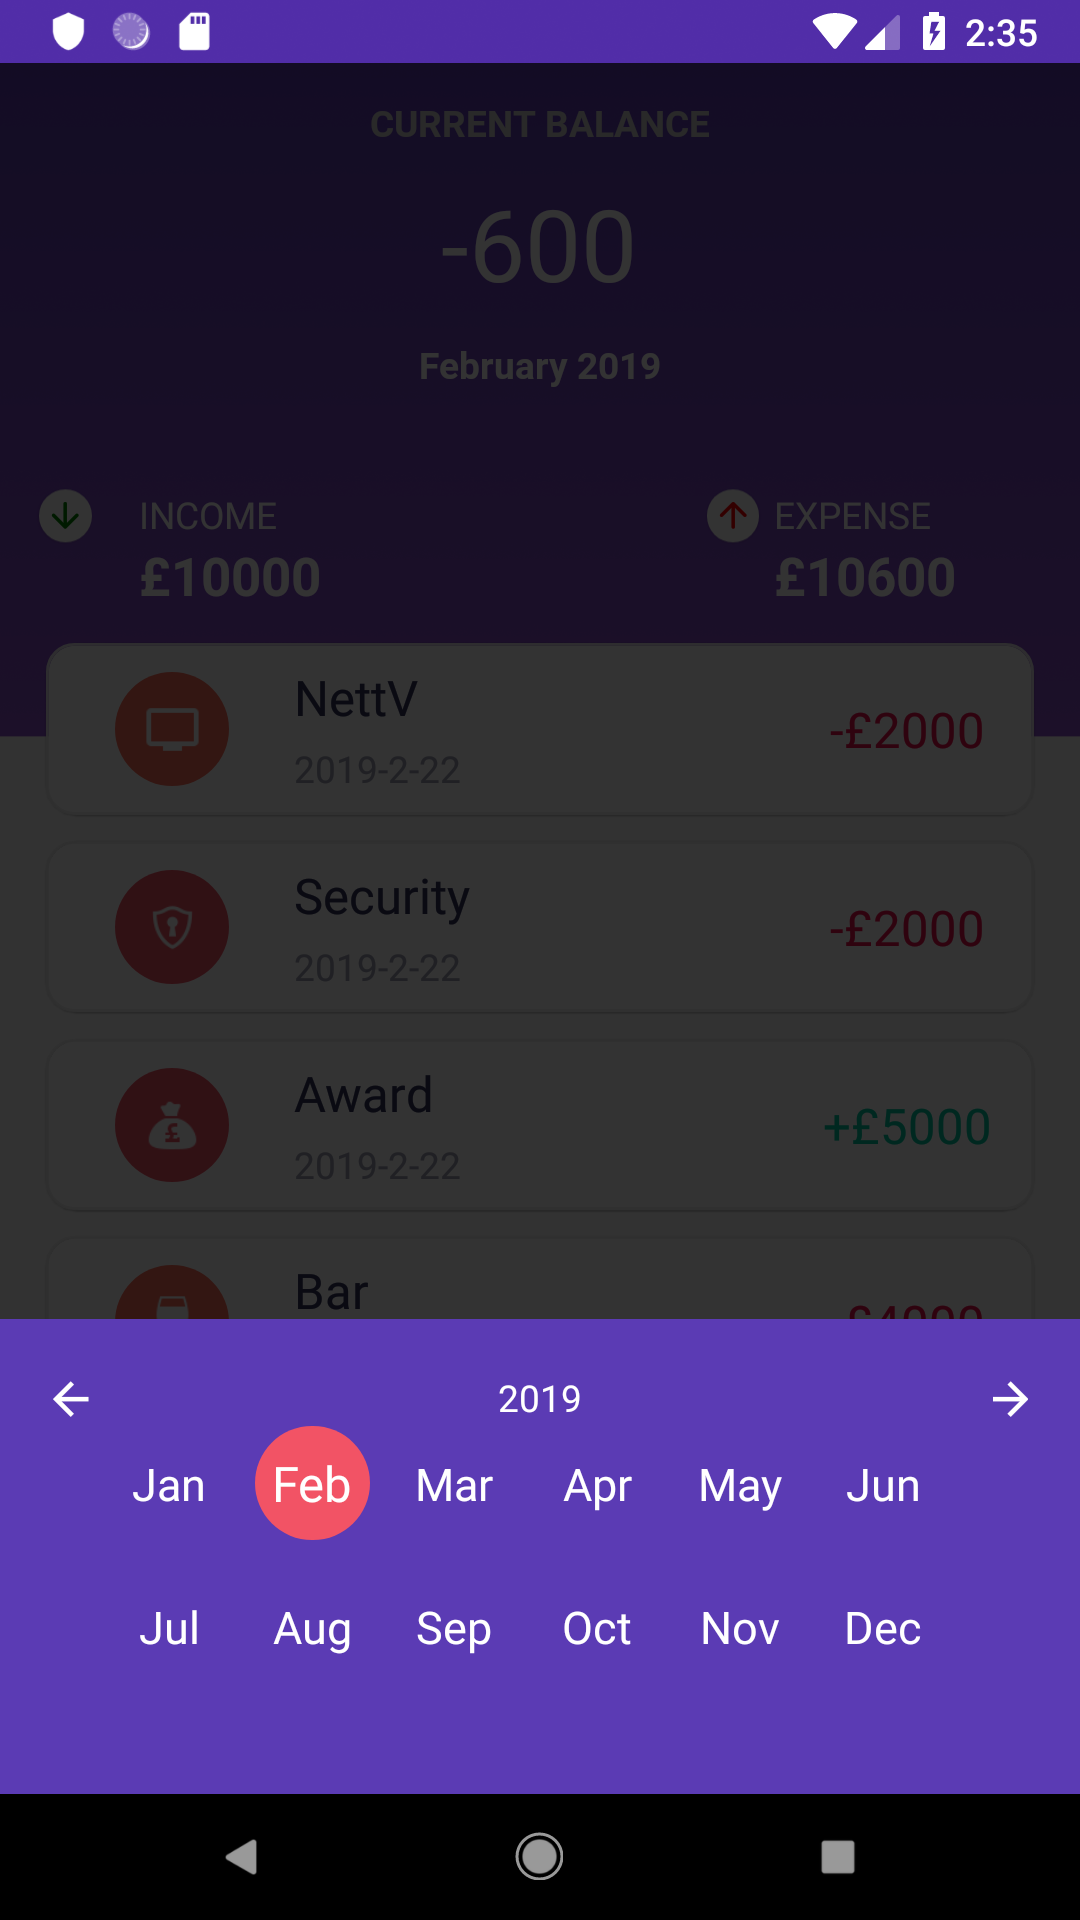 2:35
CURRENT BALANCE
-600
February 2019
INCOME EXPENSE
£10000 £10600
NettV
-£2000
2019-2-22
Security
-£2000
2019-2-22
Award
+£5000
2019-2-22
Bar
£4000
2019
Jan Feb Mar Apr May Jun
Jul Aug Sep Oct Nov Dec